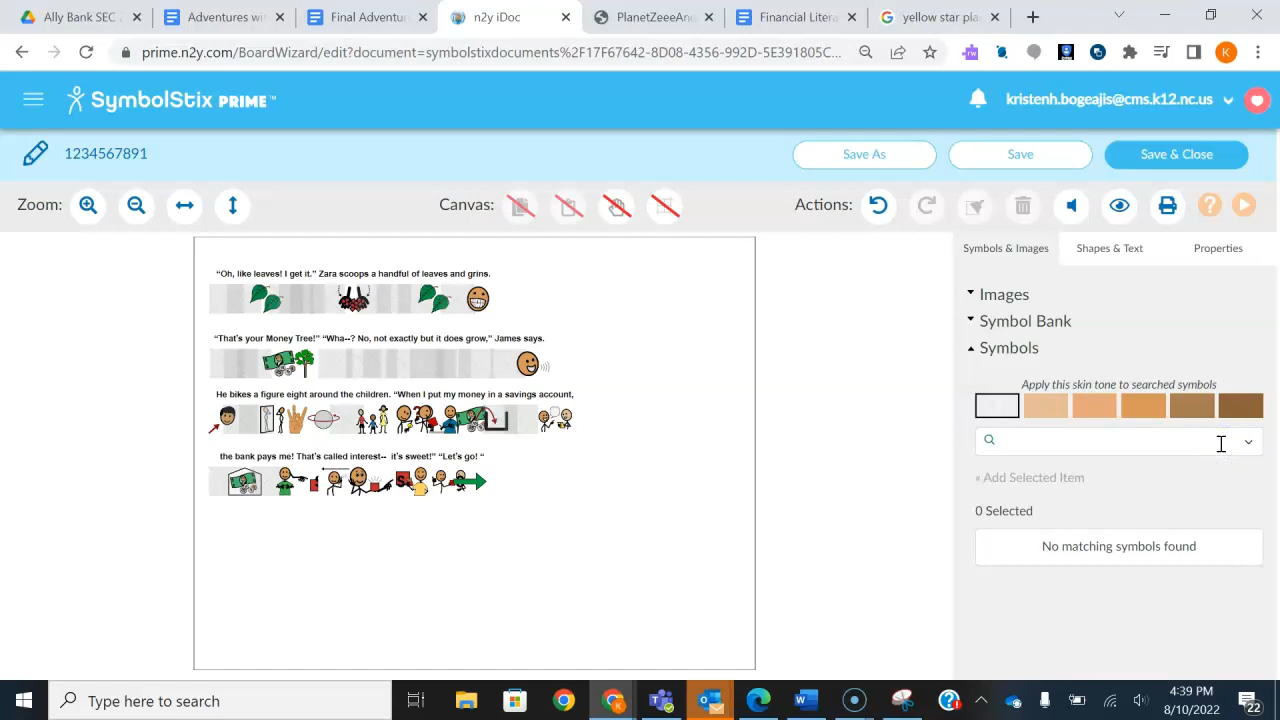 Ally Bank SEC
Adventures wi
Final Adventur
n2y iDoc
PlanetZeeeAn
Financial Litera
yellow star pla
prime.n2y.com/BoardWizard/edit?document=symbolstixdocuments%2F17F67642-8D08-4356-992D-5E391805C...
rw
K
SymbolStix PRIME™
kristenh.bogeajis@cms.k12.nc.us
1234567891
Save As
Save
Save & Close
Zoom:
Canvas:
Actions:
Symbols & Images
Shapes & Text
Properties
Images
Symbol Bank
Symbols
Apply this skin tone to searched symbols
« Add Selected Item
0 Selected
No matching symbols found
“Oh, like leaves! I get it.” Zara scoops a handful of leaves and grins.
“That's your Money Tree!” “Wha--? No, not exactly but it does grow,” James says.
He bikes a figure eight around the children. “When I put my money in a savings account,
the bank pays me! That's called interest-- it's sweet!” “Let's go! “
Type here to search
4:39 PM
8/10/2022
22